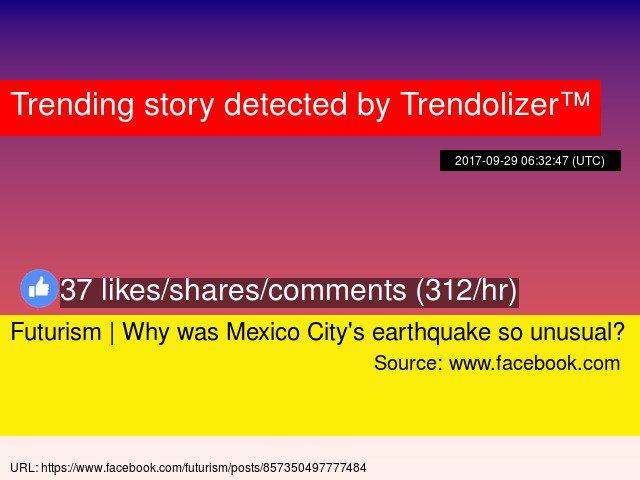 Trending story detected by Trendolizer™
2017-09-29 06:32:47 (UTC)
37 likes/shares/comments (312/hr)
Futurism | Why was Mexico City's earthquake so unusual?
Source: www.facebook.com
URL: https://www.facebook.com/futurism/posts/857350497777484